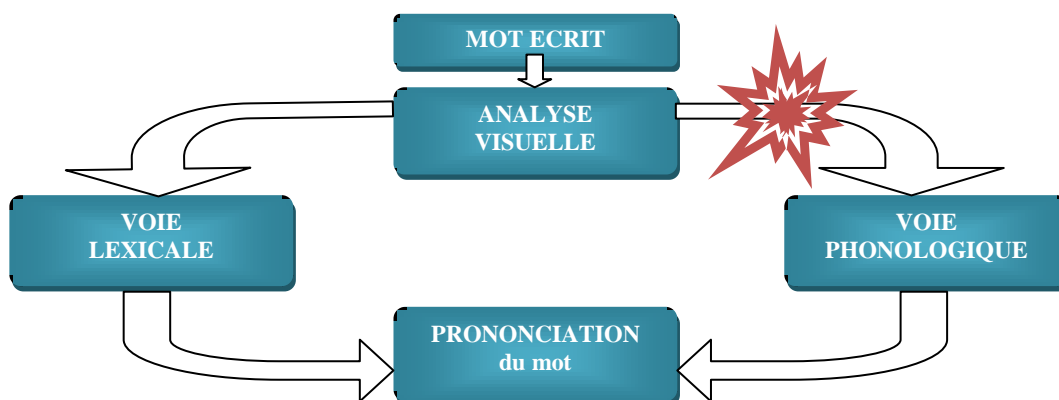 MOT ECRIT
ANALYSE
VISUELLE
VOIE
LEXICALE
VOIE
PHONOLOGIQUE
PRONONCIATION
du mot